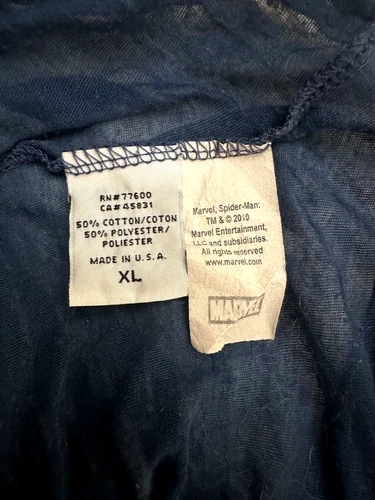 RN#77600
CA#45831
50% COTTON/COTON
50% POLYESTER/
POLIESTER
MADE IN U.S.A.
XL
Marvel, Spider-Man:
TM & © 2010
Marvel Entertainment,
LLC and subsidiaries.
All rights reserved
www.marvel.com
MARVEL